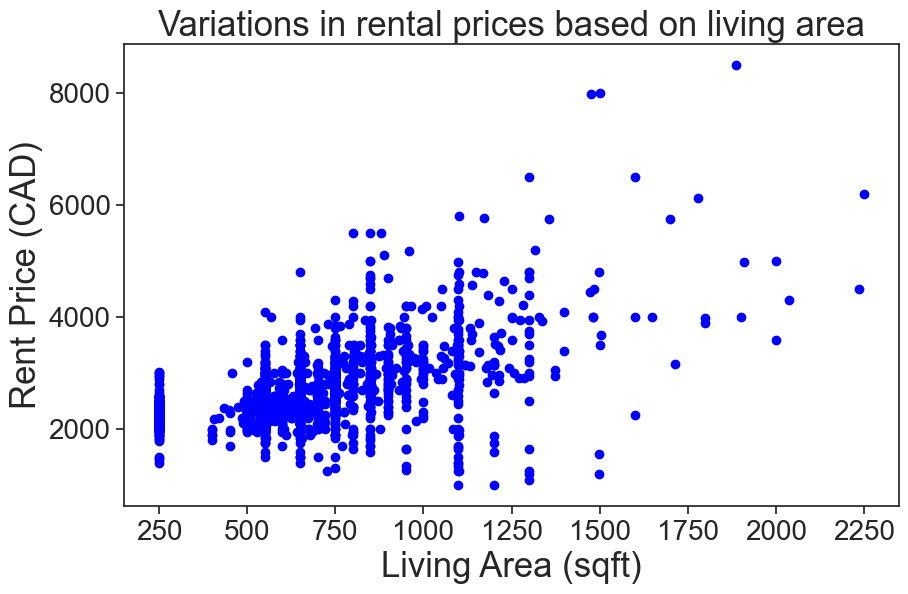 Variations in rental prices based on living area
Rent Price (CAD)
8000
6000
4000
2000
250 500 750 1000 1250 1500 1750 2000 2250
Living Area (sqft)